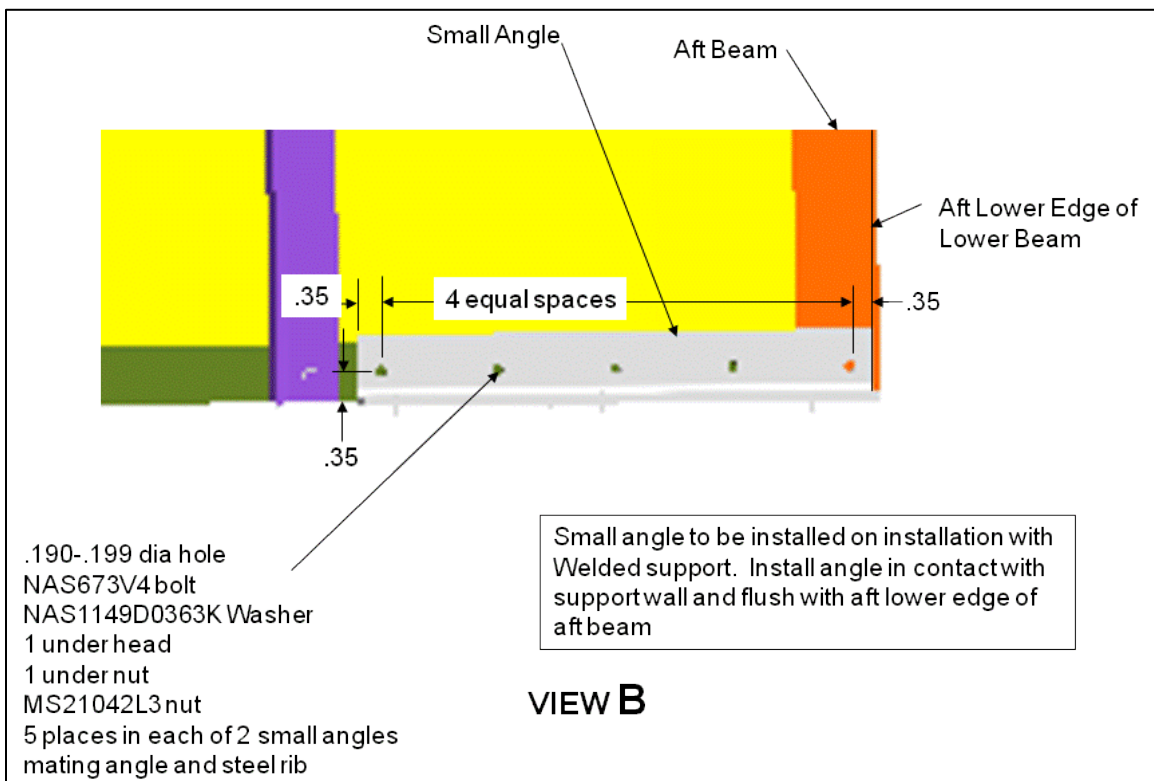 Small Angle
Aft Beam
Aft Lower Edge of
Lower Beam
.35
4 equal spaces
.35
.35
.190-.199 dia hole
NAS673V4 bolt
NAS1149D0363K Washer
1 under head
1 under nut
MS21042L3 nut
5 places in each of 2 small angles
mating angle and steel rib
Small angle to be installed on installation with
Welded support. Install angle in contact with
support wall and flush with aft lower edge of
aft beam
VIEW B